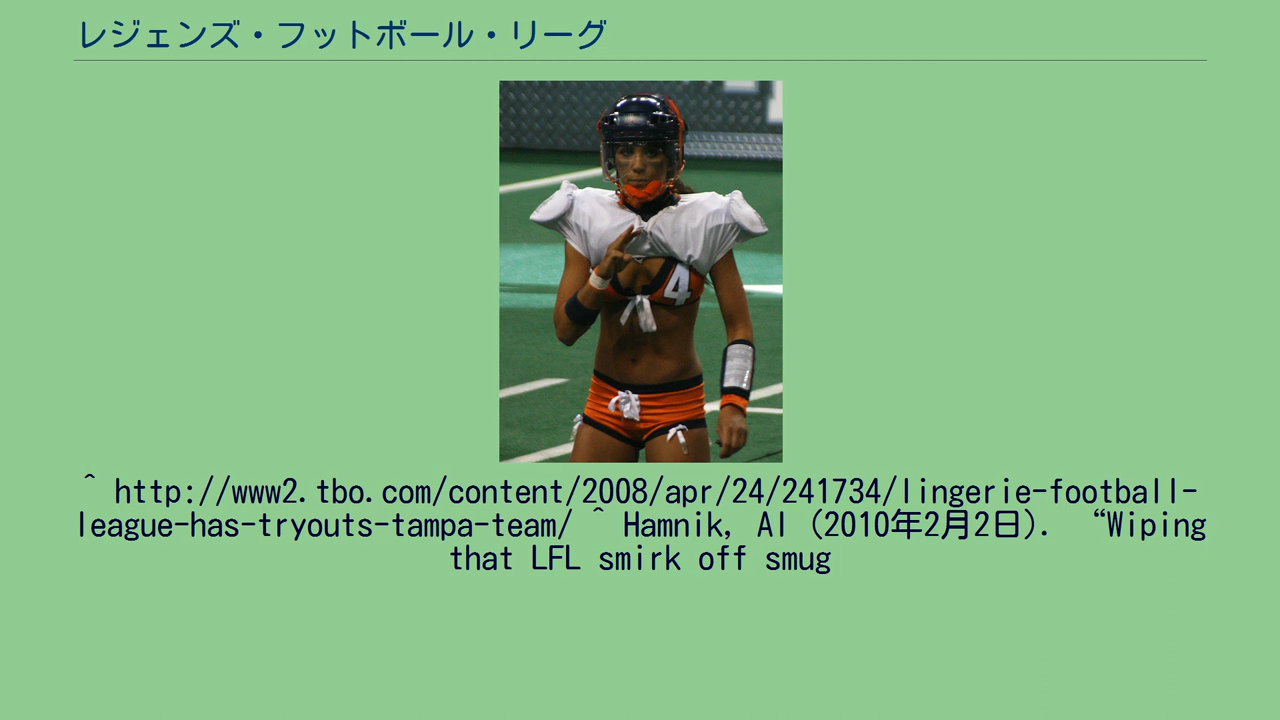 レジェンズ・フットボール・リーグ
4
^ http://www2.tbo.com/content/2008/apr/24/241734/lingerie-football-
league-has-tryouts-tampa-team/ ^ Hamnik, Al (2010年2月2日). “Wiping
that LFL smirk off smug